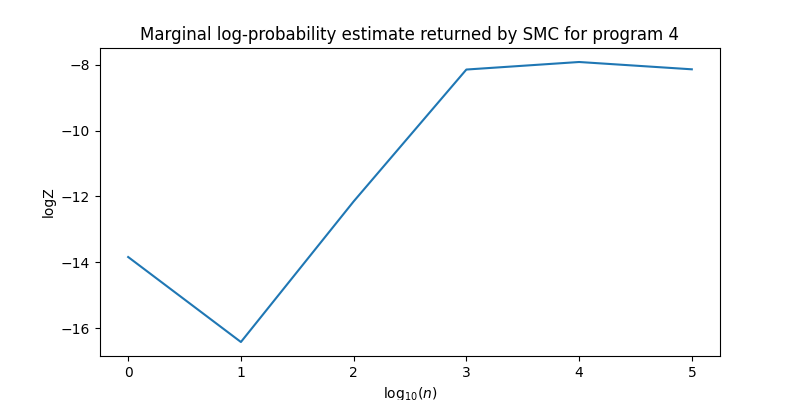 Marginal log-probability estimate returned by SMC for program 4
−8
−10
−12
−14
−16
logZ
0 1 2 3 4 5
log₁₀(n)